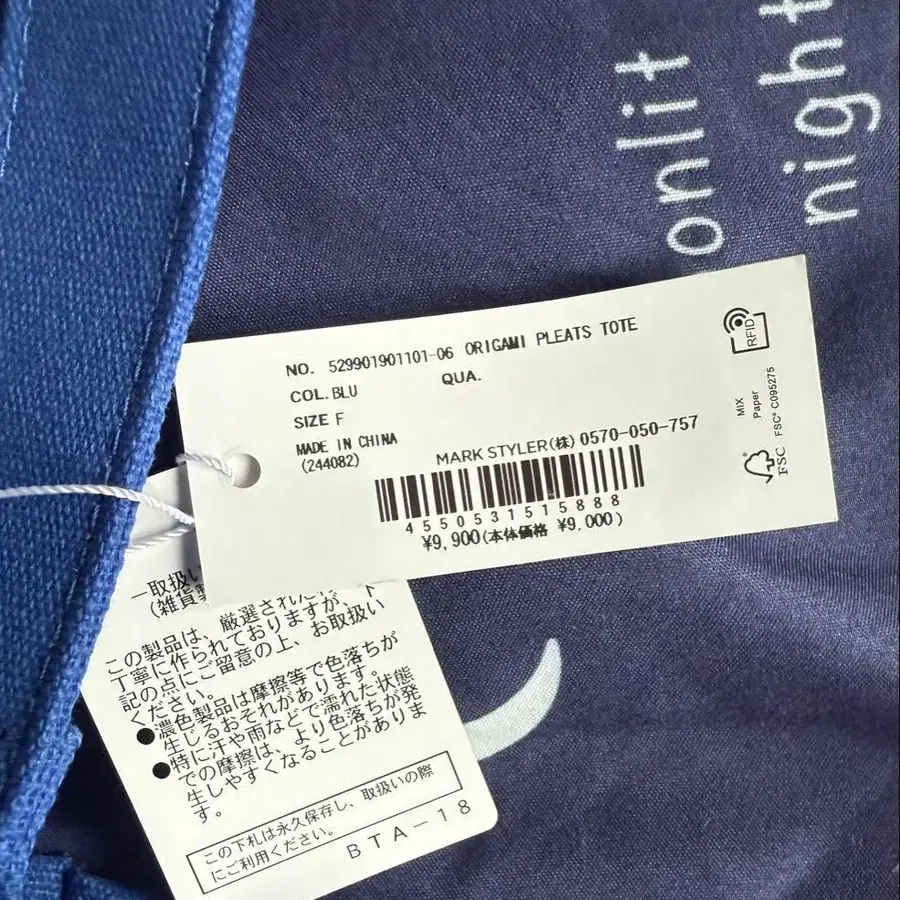 onlit
night
NO. 529901901101-06 ORIGAMI PLEATS TOTE
COL. BLU QUA.
SIZE F
MADE IN CHINA
(244082)
MARK STYLER(株) 0570-050-757
4550531515888
¥9,900(本体価格 ¥9,000)
RFID
MIX
Paper
FSC® C095275
FSC
一取扱い
(雑貨
この製品は、厳選された
丁寧に作られておりますが、下
記の点にご留意の上、お取扱い
ください。
●濃色製品は摩擦等で色落ちが
生じるおそれがあります。
●特に汗や雨などで濡れた状態
での摩擦は、より色落ちが発
生しやすくなることがありま
す。
この下札は永久保存し、取扱いの際
にご利用ください。
BTA-18